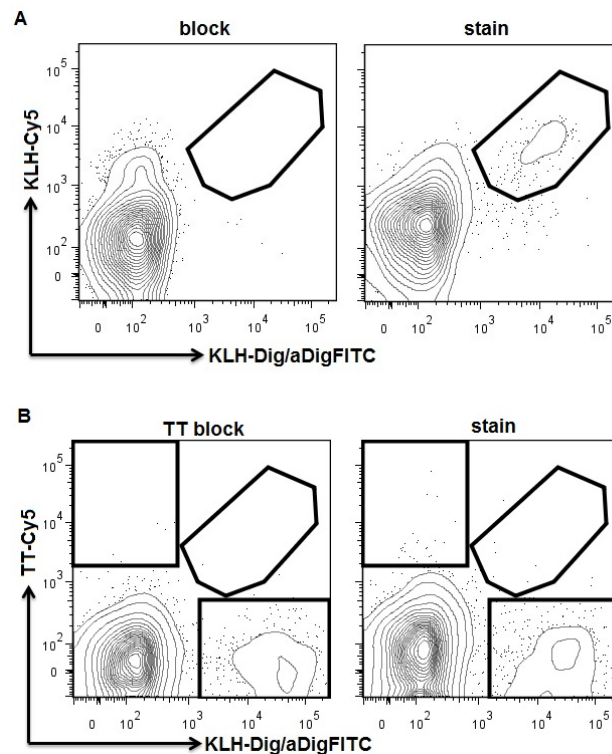 A
block
stain
KLH-Cy5
10^5
10^4
10^3
10^2
0
0 10^2 10^3 10^4 10^5
0 10^2 10^3 10^4 10^5
KLH-Dig/aDigFITC
B
TT block
stain
TT-Cy5
10^5
10^4
10^3
10^2
0
0 10^2 10^3 10^4 10^5
0 10^2 10^3 10^4 10^5
KLH-Dig/aDigFITC